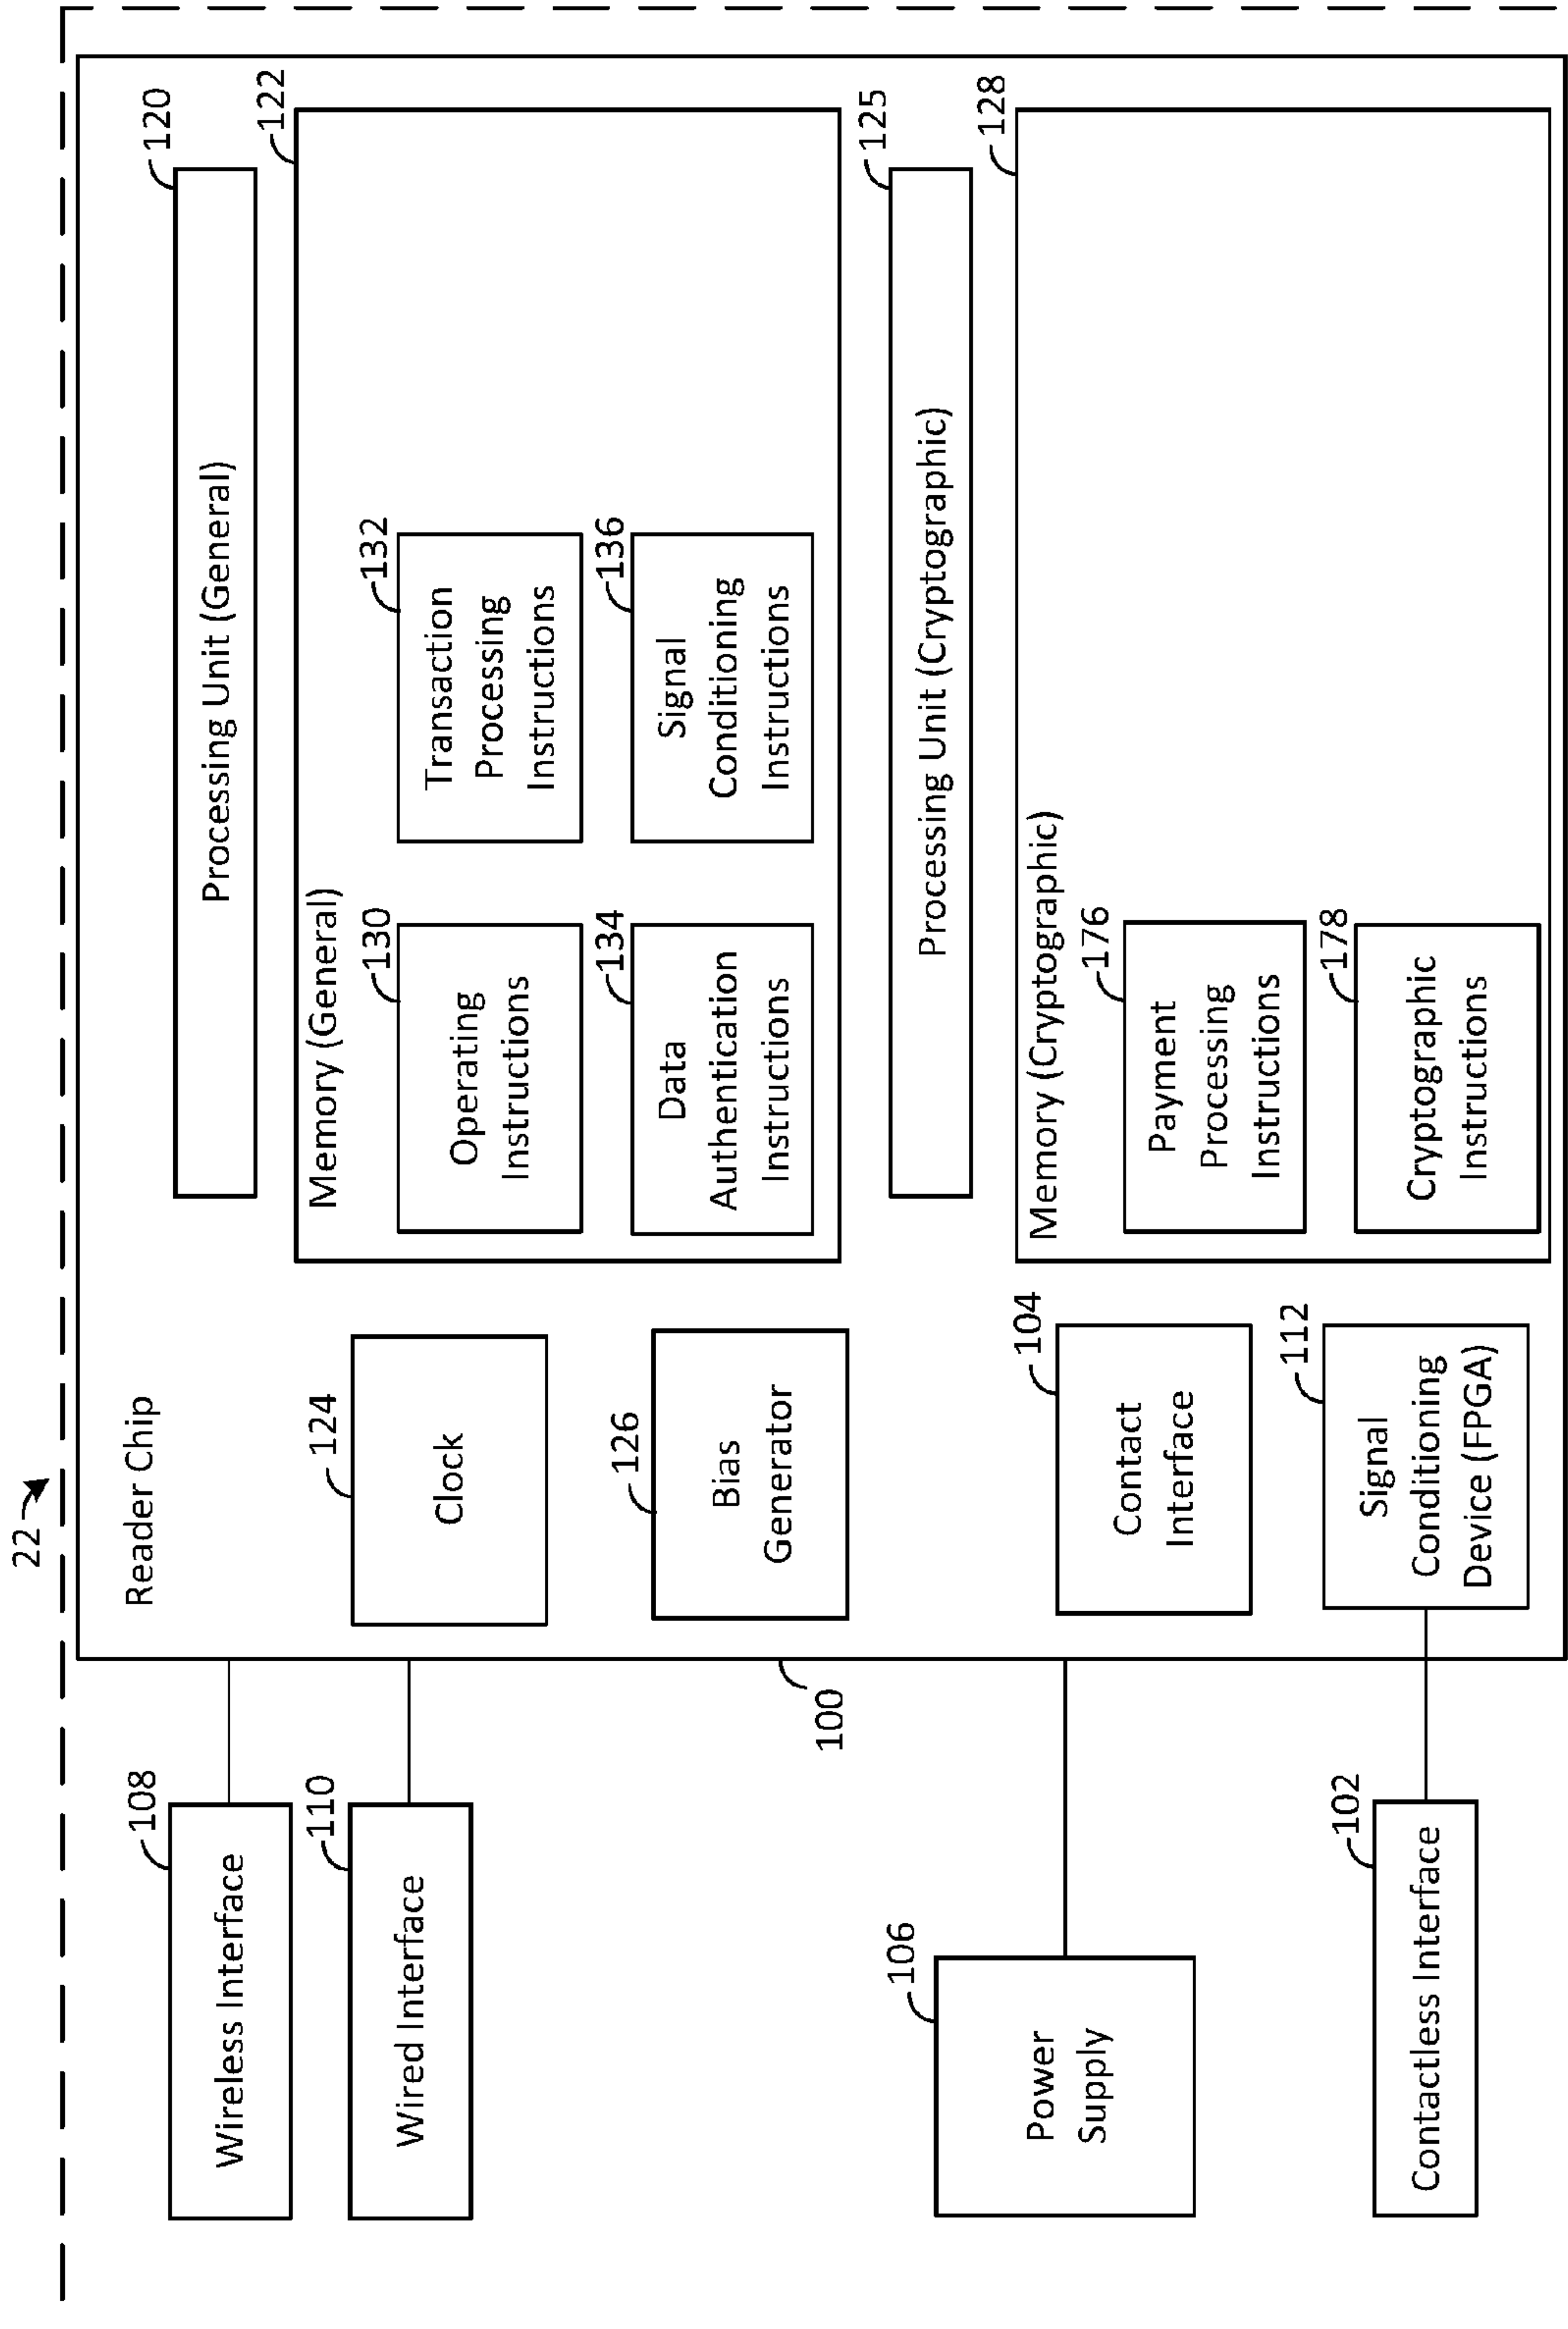 22
Reader Chip
108
Wireless Interface
110
Wired Interface
100
106
Power
Supply
102
Contactless Interface
124
Clock
126
Bias
Generator
104
Contact
Interface
112
Signal
Conditioning
Device (FPGA)
120
Processing Unit (General)
122
Memory (General)
130
Operating
Instructions
132
Transaction
Processing
Instructions
134
Data
Authentication
Instructions
136
Signal
Conditioning
Instructions
125
Processing Unit (Cryptographic)
128
Memory (Cryptographic)
176
Payment
Processing
Instructions
178
Cryptographic
Instructions